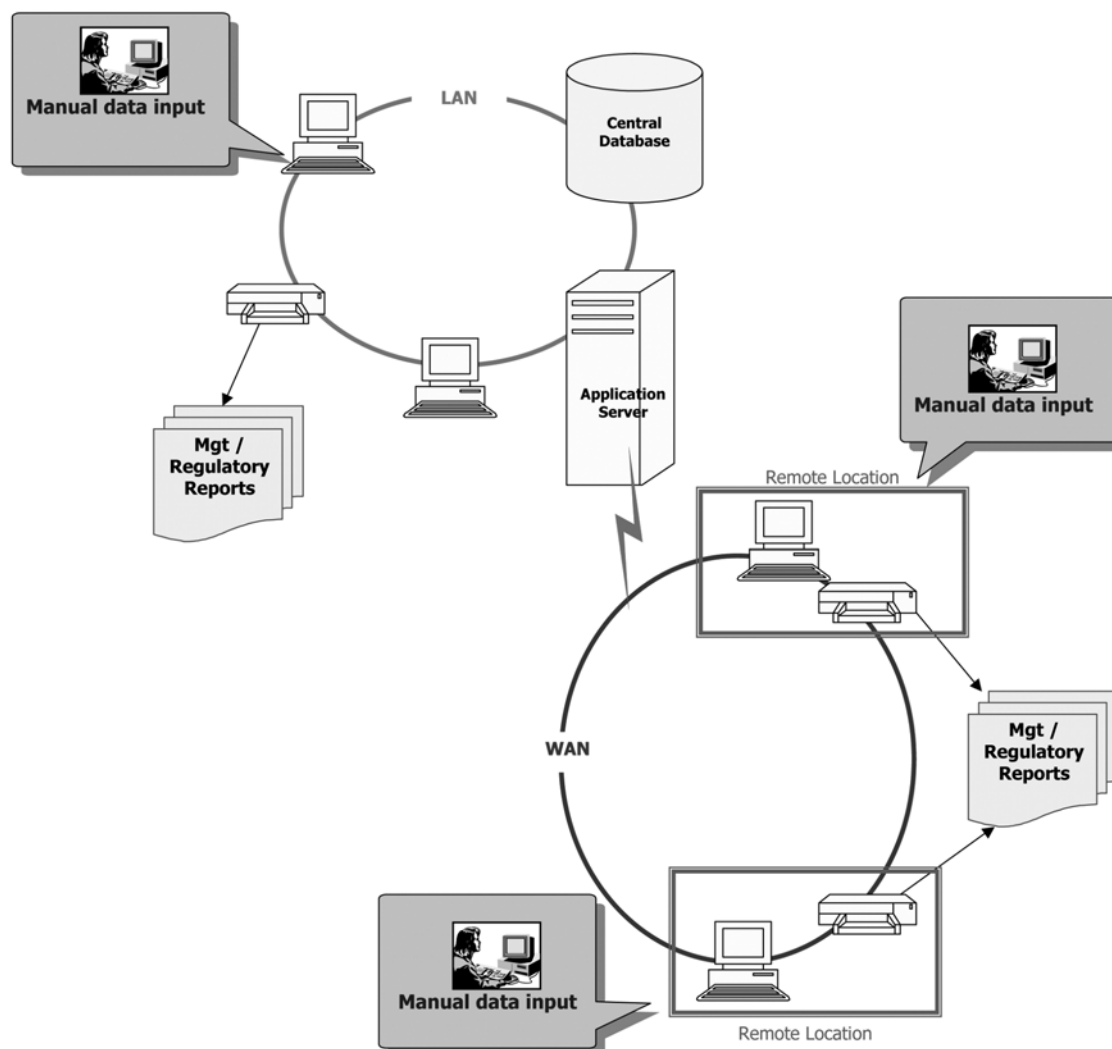 Manual data input
LAN
Central
Database
Application
Server
Mgt /
Regulatory
Reports
Manual data input
Remote Location
WAN
Mgt /
Regulatory
Reports
Manual data input
Remote Location